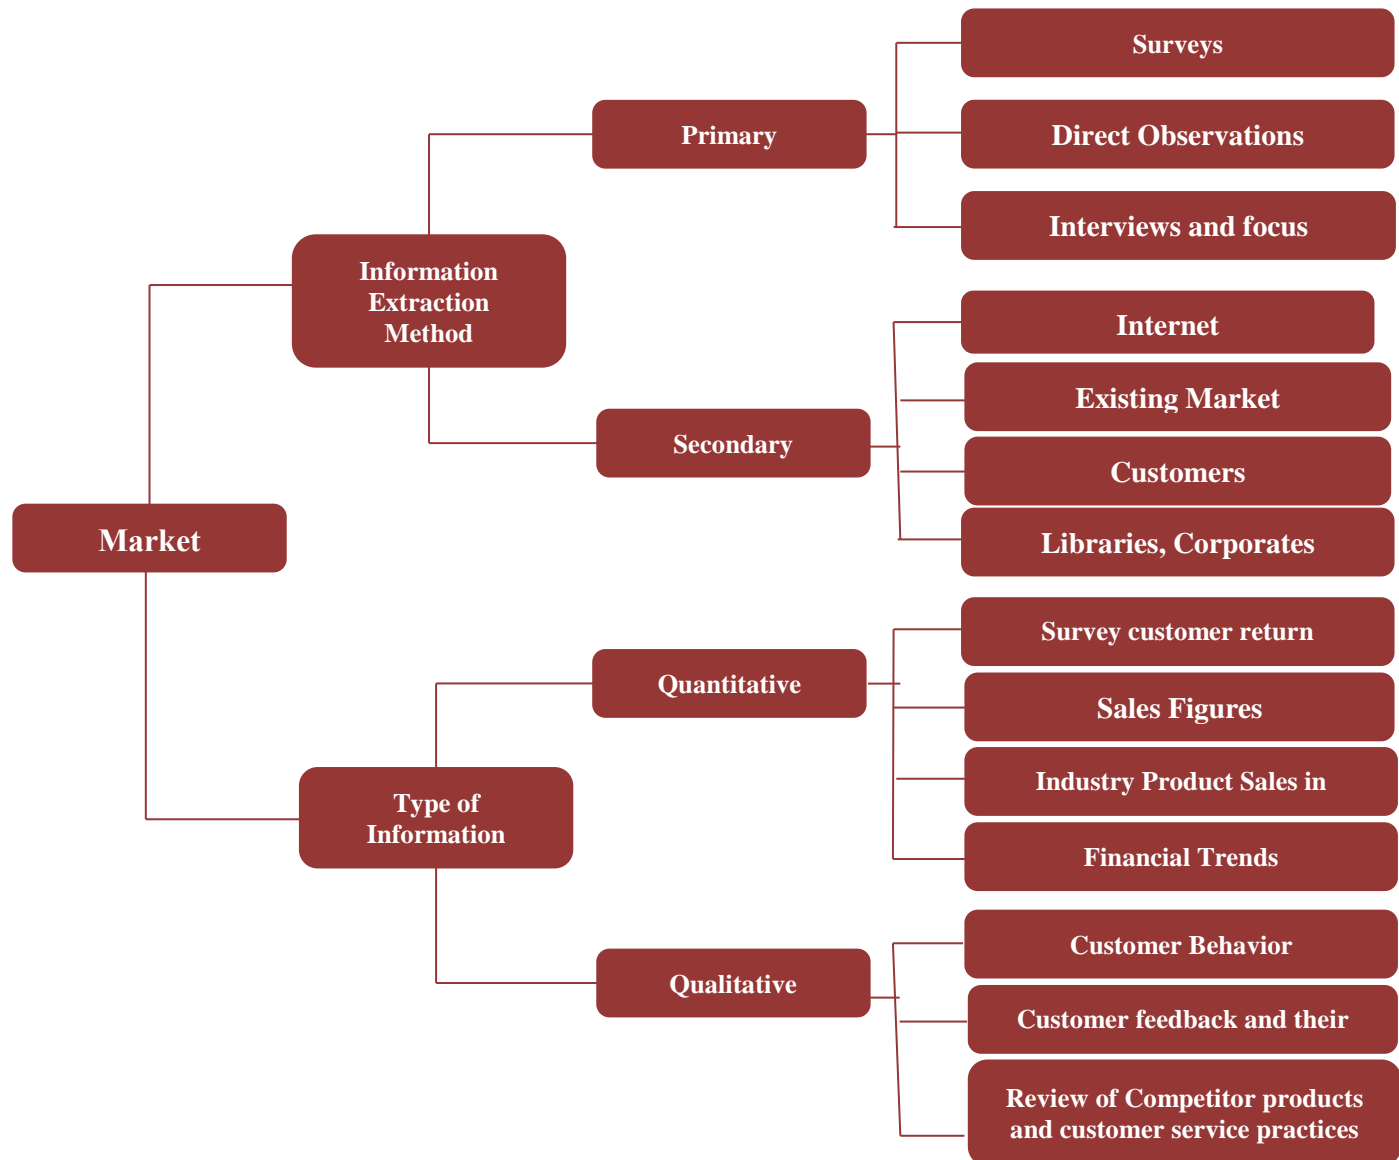 Surveys
Primary
Direct Observations
Interviews and focus
Information
Extraction
Method
Internet
Existing Market
Secondary
Customers
Libraries, Corporates
Market
Survey customer return
Quantitative
Sales Figures
Industry Product Sales in
Type of
Information
Financial Trends
Customer Behavior
Qualitative
Customer feedback and their
Review of Competitor products
and customer service practices